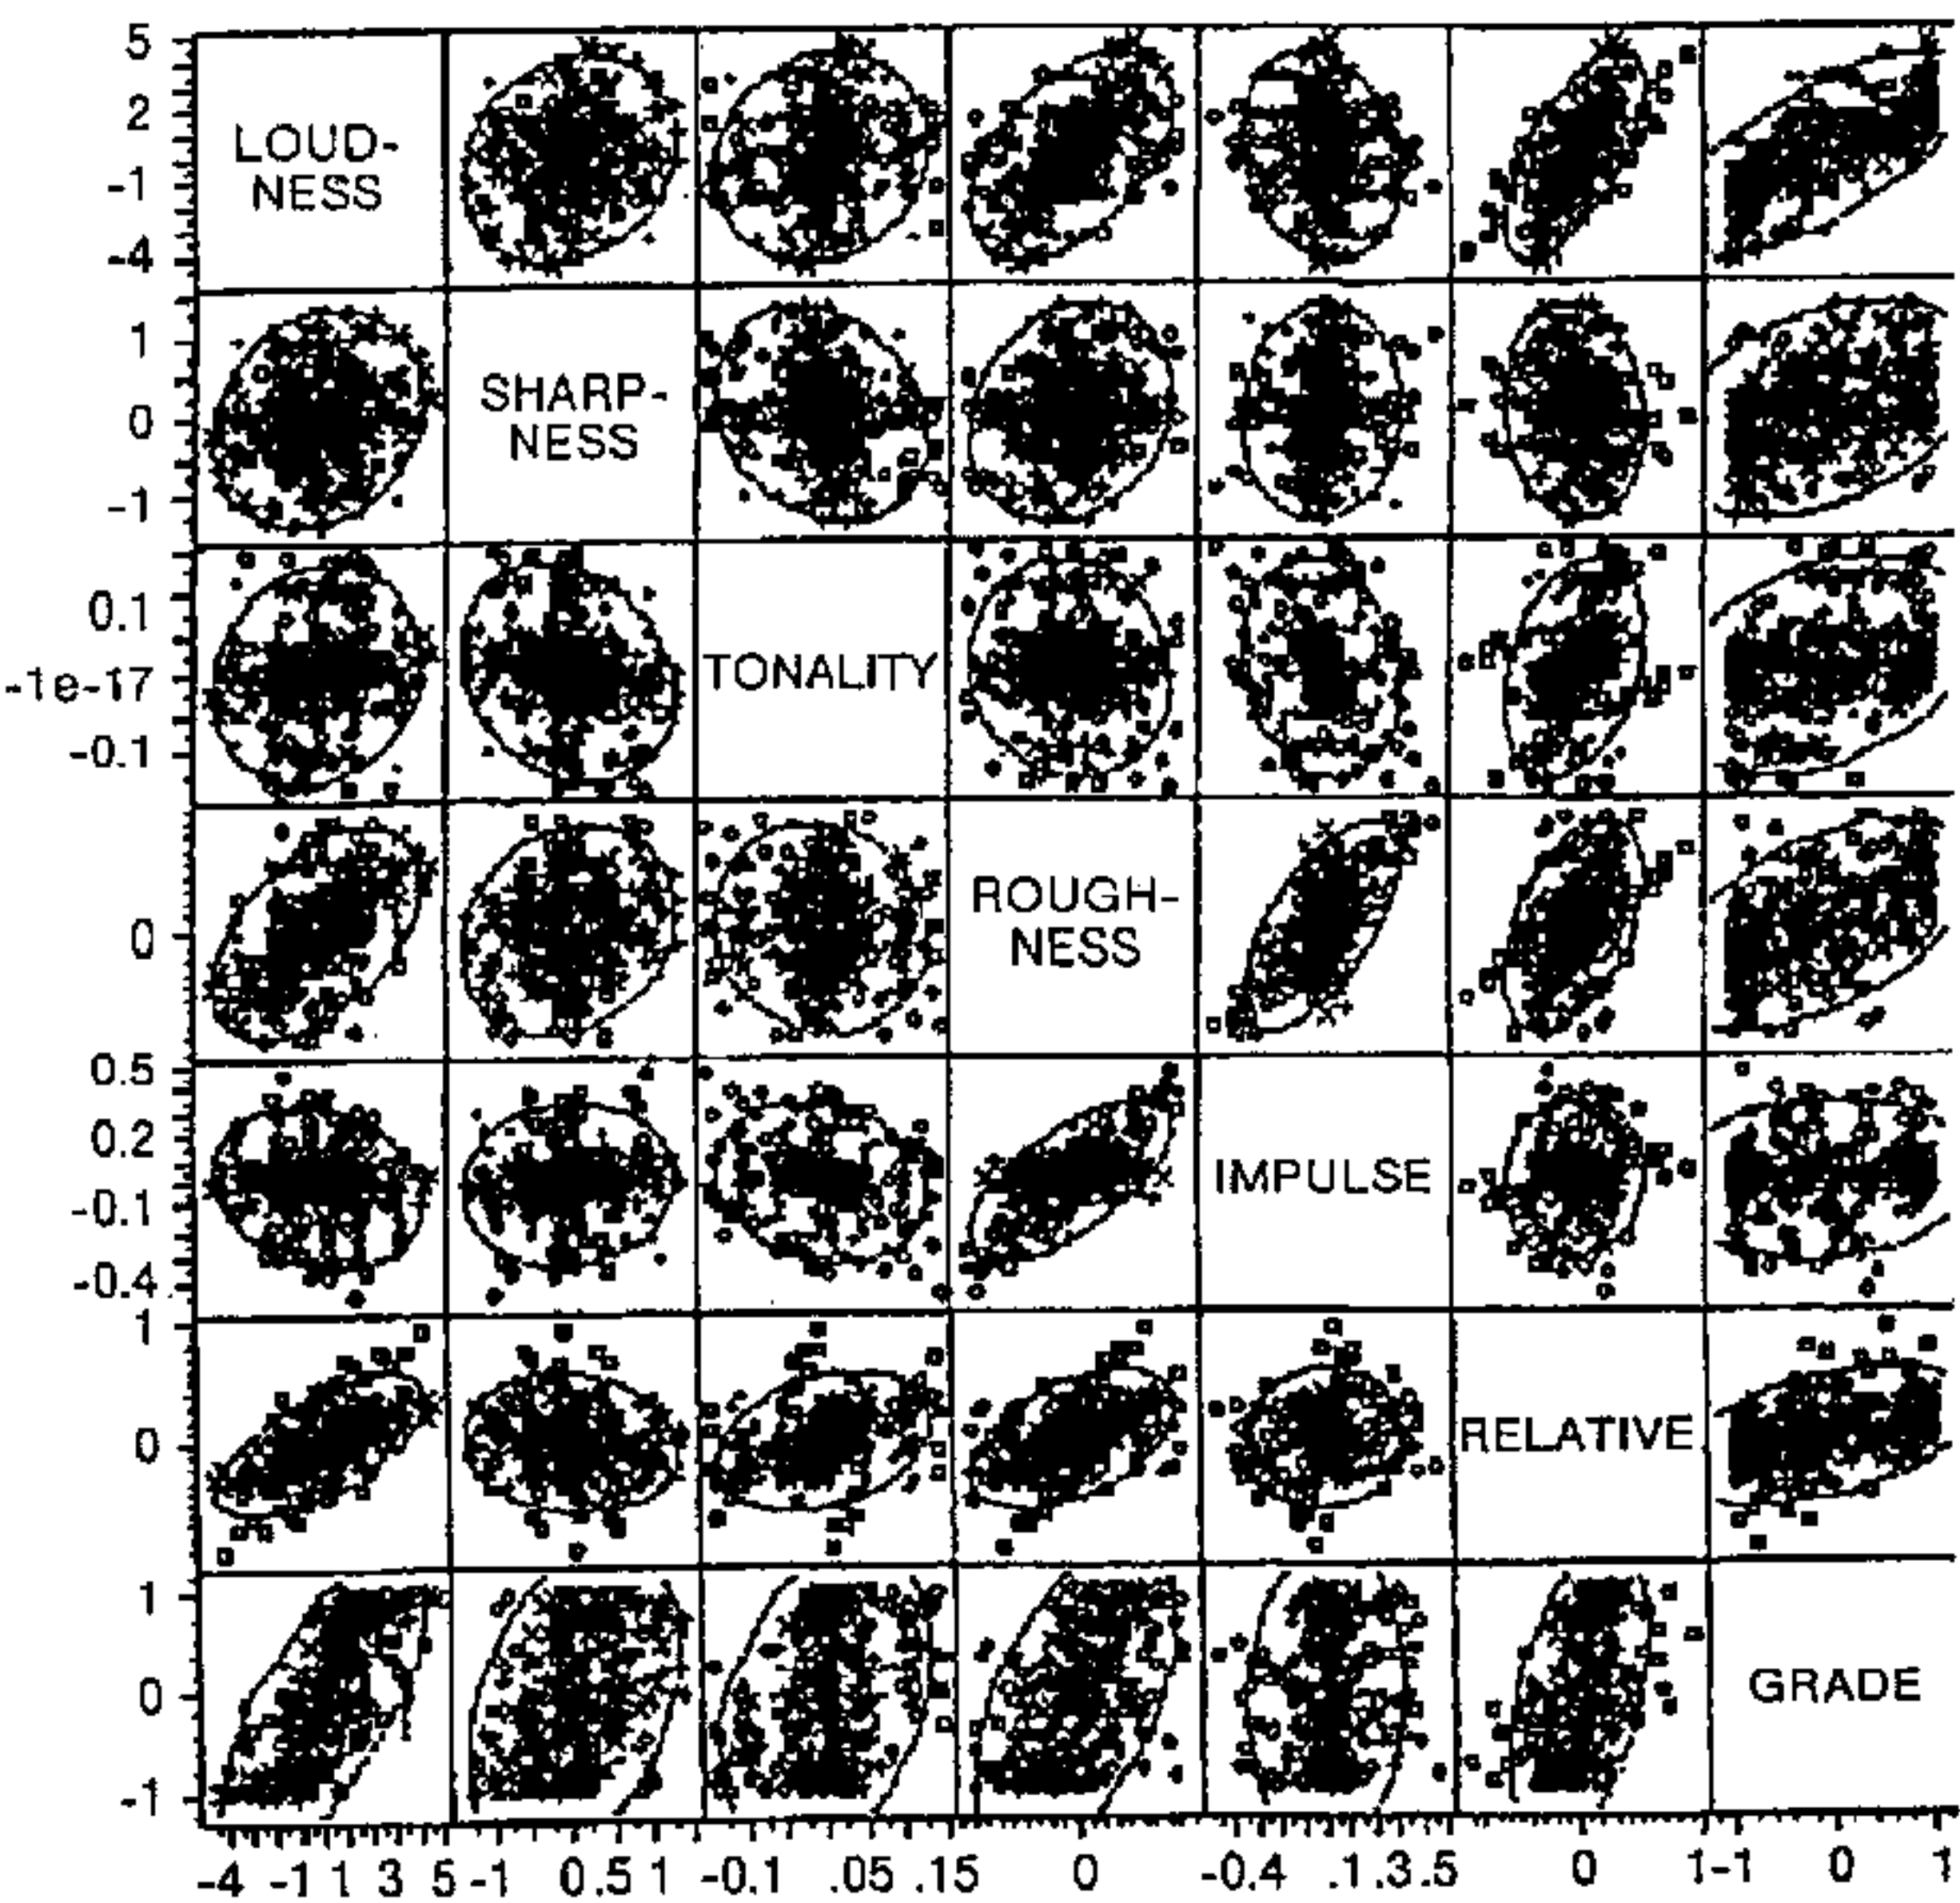 5
2
-1
-4
LOUD-
NESS
1
0
-1
SHARP-
NESS
0.1
-1e-17
-0.1
TONALITY
0
ROUGH-
NESS
0.5
0.2
-0.1
-0.4
IMPULSE
1
0
RELATIVE
1
0
-1
GRADE
-4 -1 1 3 5 -1 0.5 1 -0.1 .05 .15 0 -0.4 .1.3.5 0 1 -1 0 1